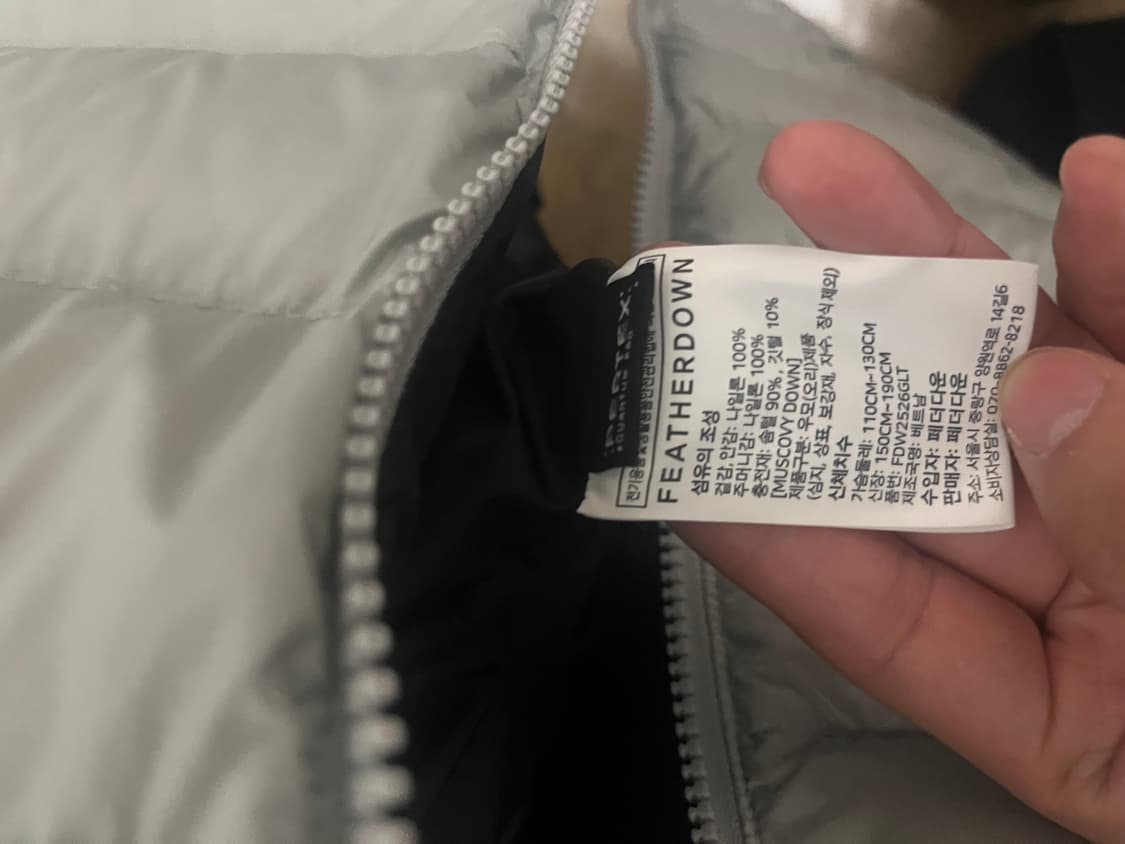 FEATHERDOWN
섬유의 조성
겉감, 안감: 나일론 100%
주머니감: 나일론 100%
충전재: 솜털 90%, 깃털 10%
[MUSCOVY DOWN]
제품구분: 우모(오리)제품
(심지, 상표, 보강재, 자수, 장식제외)
신체치수
가슴둘레: 110CM~130CM
신장: 150CM~190CM
품번: FDW2526GLT
제조국명: 베트남
수입자: 페더다운
판매자: 페더다운
주소: 서울시 중랑구 양원역로 14길6
소비자상담실: 070-8862-8218